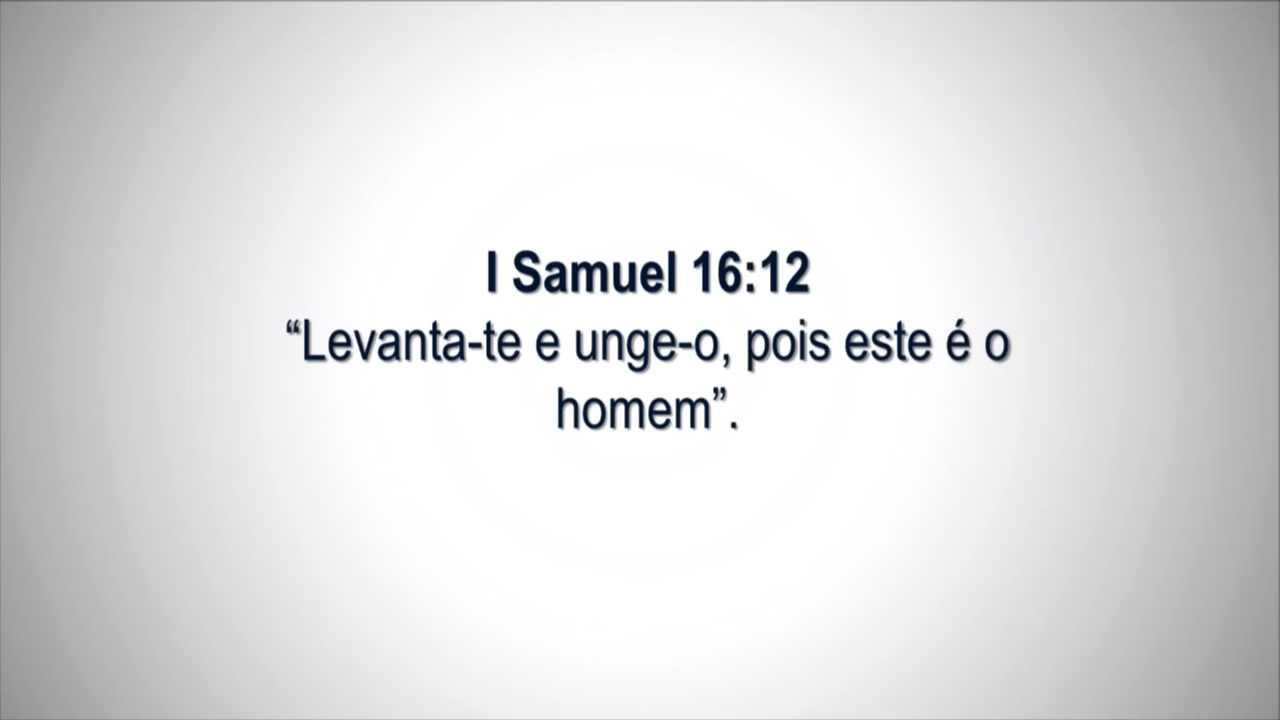 I Samuel 16:12
“Levanta-te e unge-o, pois este é o
homem”.